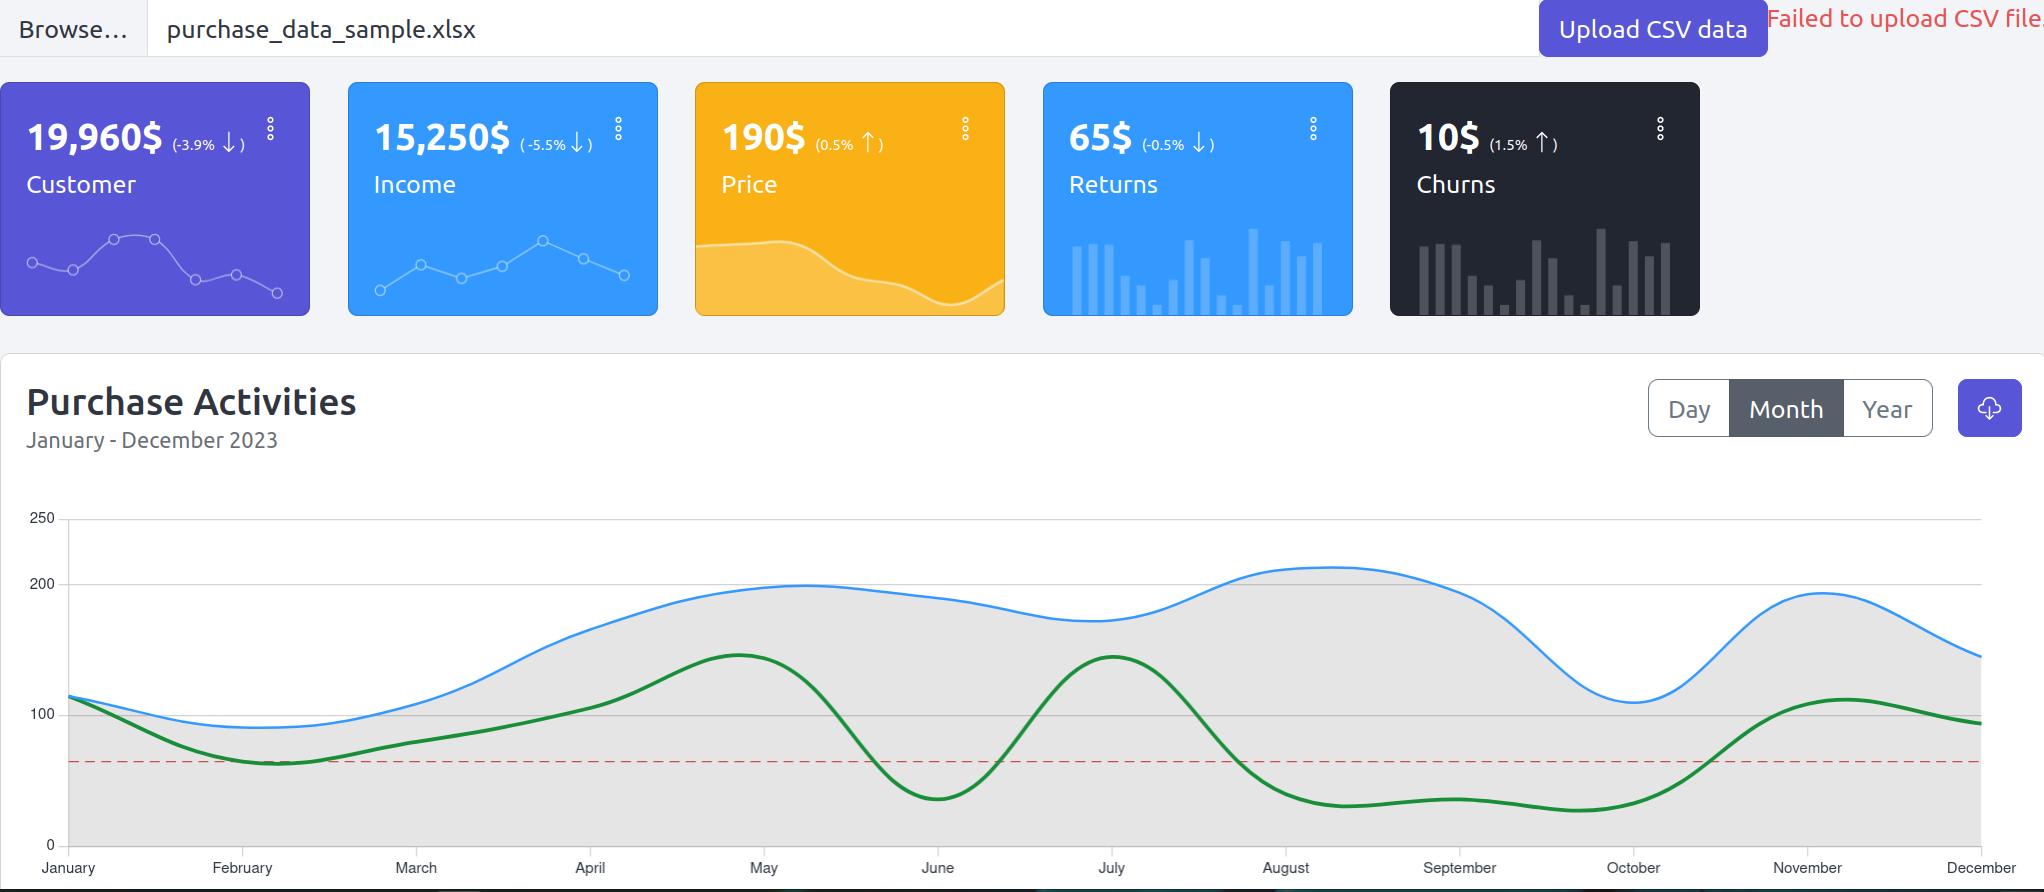 Browse... purchase_data_sample.xlsx Upload CSV data Failed to upload CSV file.
19,960$ (-3.9% ↓ )
Customer
15,250$ ( -5.5% ↓ )
Income
190$ (0.5% ↑ )
Price
65$ (-0.5% ↓ )
Returns
10$ (1.5% ↑ )
Churns
Purchase Activities
January - December 2023
Day Month Year
250
200
100
0
January February March April May June July August September October November December